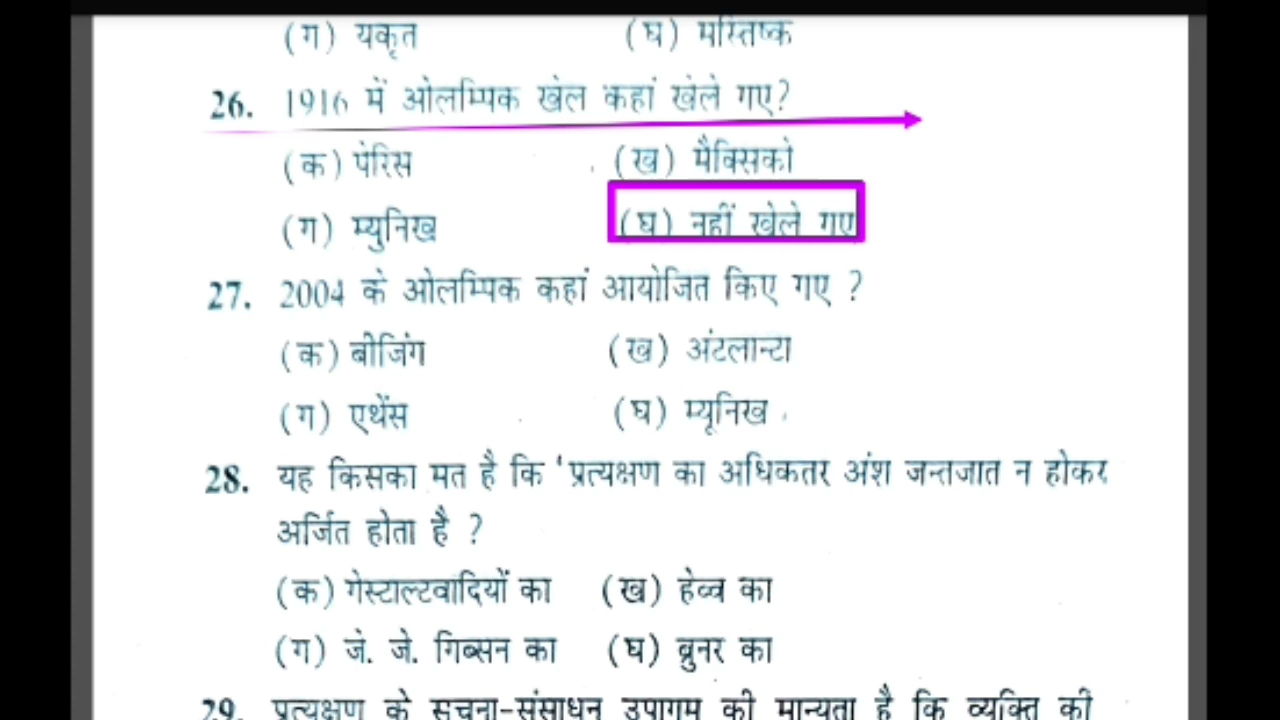 (ग) यकृत (घ) मस्तिष्क
26. 1916 में ओलम्पिक खेल कहां खेले गए?
(क) पेरिस (ख) मैक्सिको
(ग) म्युनिख (घ) नहीं खेले गए
27. 2004 के ओलम्पिक कहां आयोजित किए गए ?
(क) बीजिंग (ख) अंटलान्टा
(ग) एथेंस (घ) म्यूनिख
28. यह किसका मत है कि 'प्रत्यक्षण का अधिकतर अंश जन्तजात न होकर
अर्जित होता है ?
(क) गेस्टाल्टवादियों का (ख) हेब्ब का
(ग) जे. जे. गिब्सन का (घ) ब्रुनर का
29. प्रत्यक्षण के सूचना-संसाधन उपागम की मान्यता है कि व्यक्ति की